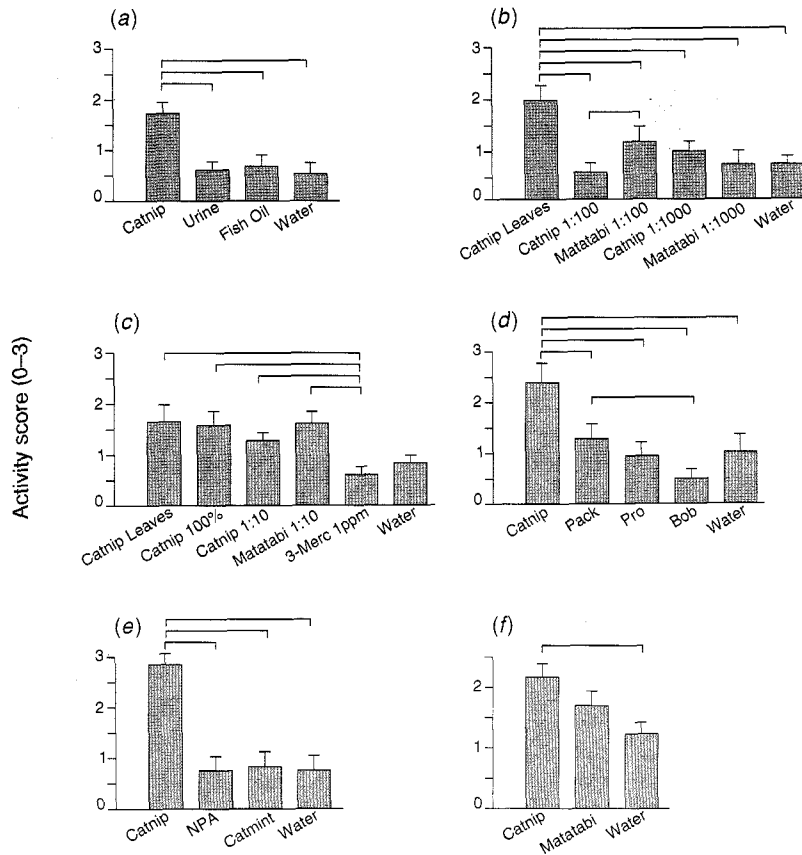 Activity score (0–3)
(a)
3
2
1
0
Catnip
Urine
Fish Oil
Water
(b)
3
2
1
0
Catnip Leaves
Catnip 1:100
Matatabi 1:100
Catnip 1:1000
Matatabi 1:1000
Water
(c)
3
2
1
0
Catnip Leaves
Catnip 100%
Catnip 1:10
Matatabi 1:10
3-Merc 1ppm
Water
(d)
3
2
1
0
Catnip
Pack
Pro
Bob
Water
(e)
3
2
1
0
Catnip
NPA
Catmint
Water
(f)
2
1
0
Catnip
Matatabi
Water